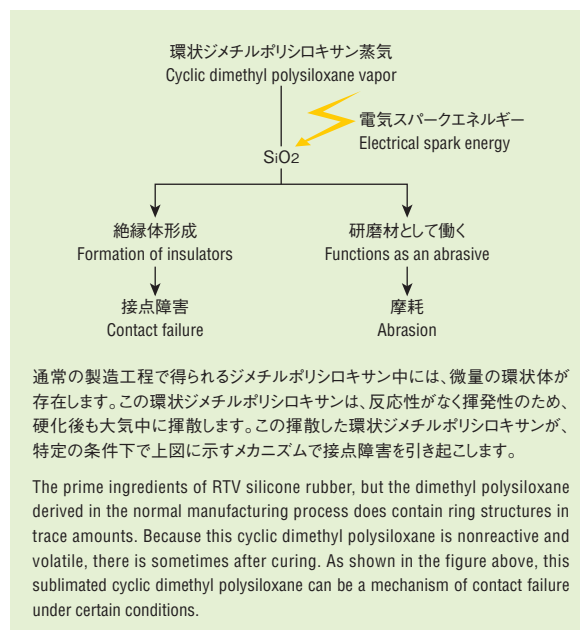 環状ジメチルポリシロキサン蒸気
Cyclic dimethyl polysiloxane vapor
電気スパークエネルギー
Electrical spark energy
SiO2
絶縁体形成
Formation of insulators
研磨材として働く
Functions as an abrasive
接点障害
Contact failure
摩耗
Abrasion
通常の製造工程で得られるジメチルポリシロキサン中には、微量の環状体が
存在します。この環状ジメチルポリシロキサンは、反応性がなく揮発性のため、
硬化後も大気中に揮散します。この揮散した環状ジメチルポリシロキサンが、
特定の条件下で上図に示すメカニズムで接点障害を引き起こします。
The prime ingredients of RTV silicone rubber, but the dimethyl polysiloxane
derived in the normal manufacturing process does contain ring structures in
trace amounts. Because this cyclic dimethyl polysiloxane is nonreactive and
volatile, there is sometimes after curing. As shown in the figure above, this
sublimated cyclic dimethyl polysiloxane can be a mechanism of contact failure
under certain conditions.